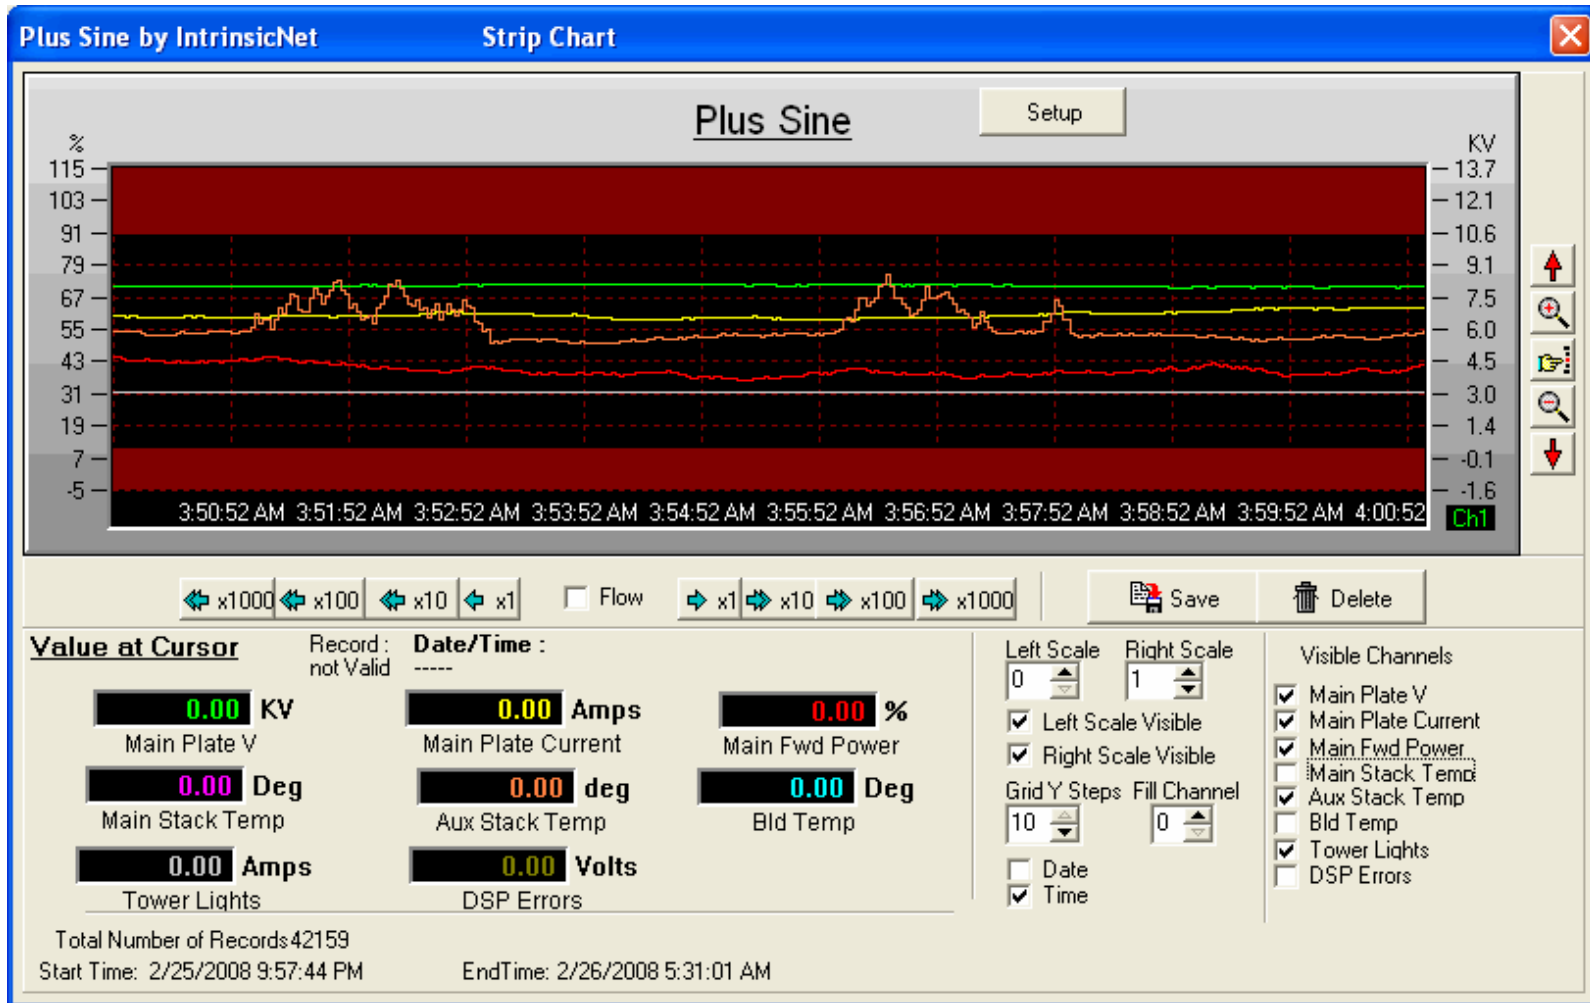 Plus Sine by IntrinsicNet Strip Chart
Plus Sine
Setup
% KV
115 13.7
103 12.1
91 10.6
79 9.1
67 7.5
55 6.0
43 4.5
31 3.0
19 1.4
7 -0.1
-5 -1.6
3:50:52 AM 3:51:52 AM 3:52:52 AM 3:53:52 AM 3:54:52 AM 3:55:52 AM 3:56:52 AM 3:57:52 AM 3:58:52 AM 3:59:52 AM 4:00:52
Ch1
x1000 x100 x10 x1 Flow x1 x10 x100 x1000 Save Delete
Value at Cursor
Record :
not Valid
Date/Time :
-----
0.00 KV
Main Plate V
0.00 Amps
Main Plate Current
0.00 %
Main Fwd Power
0.00 Deg
Main Stack Temp
0.00 deg
Aux Stack Temp
0.00 Deg
Bld Temp
0.00 Amps
Tower Lights
0.00 Volts
DSP Errors
Left Scale Right Scale
0 1
Left Scale Visible
Right Scale Visible
Grid Y Steps Fill Channel
10 0
Date
Time
Visible Channels
Main Plate V
Main Plate Current
Main Fwd Power
Main Stack Temp
Aux Stack Temp
Bld Temp
Tower Lights
DSP Errors
Total Number of Records 42159
Start Time: 2/25/2008 9:57:44 PM EndTime: 2/26/2008 5:31:01 AM